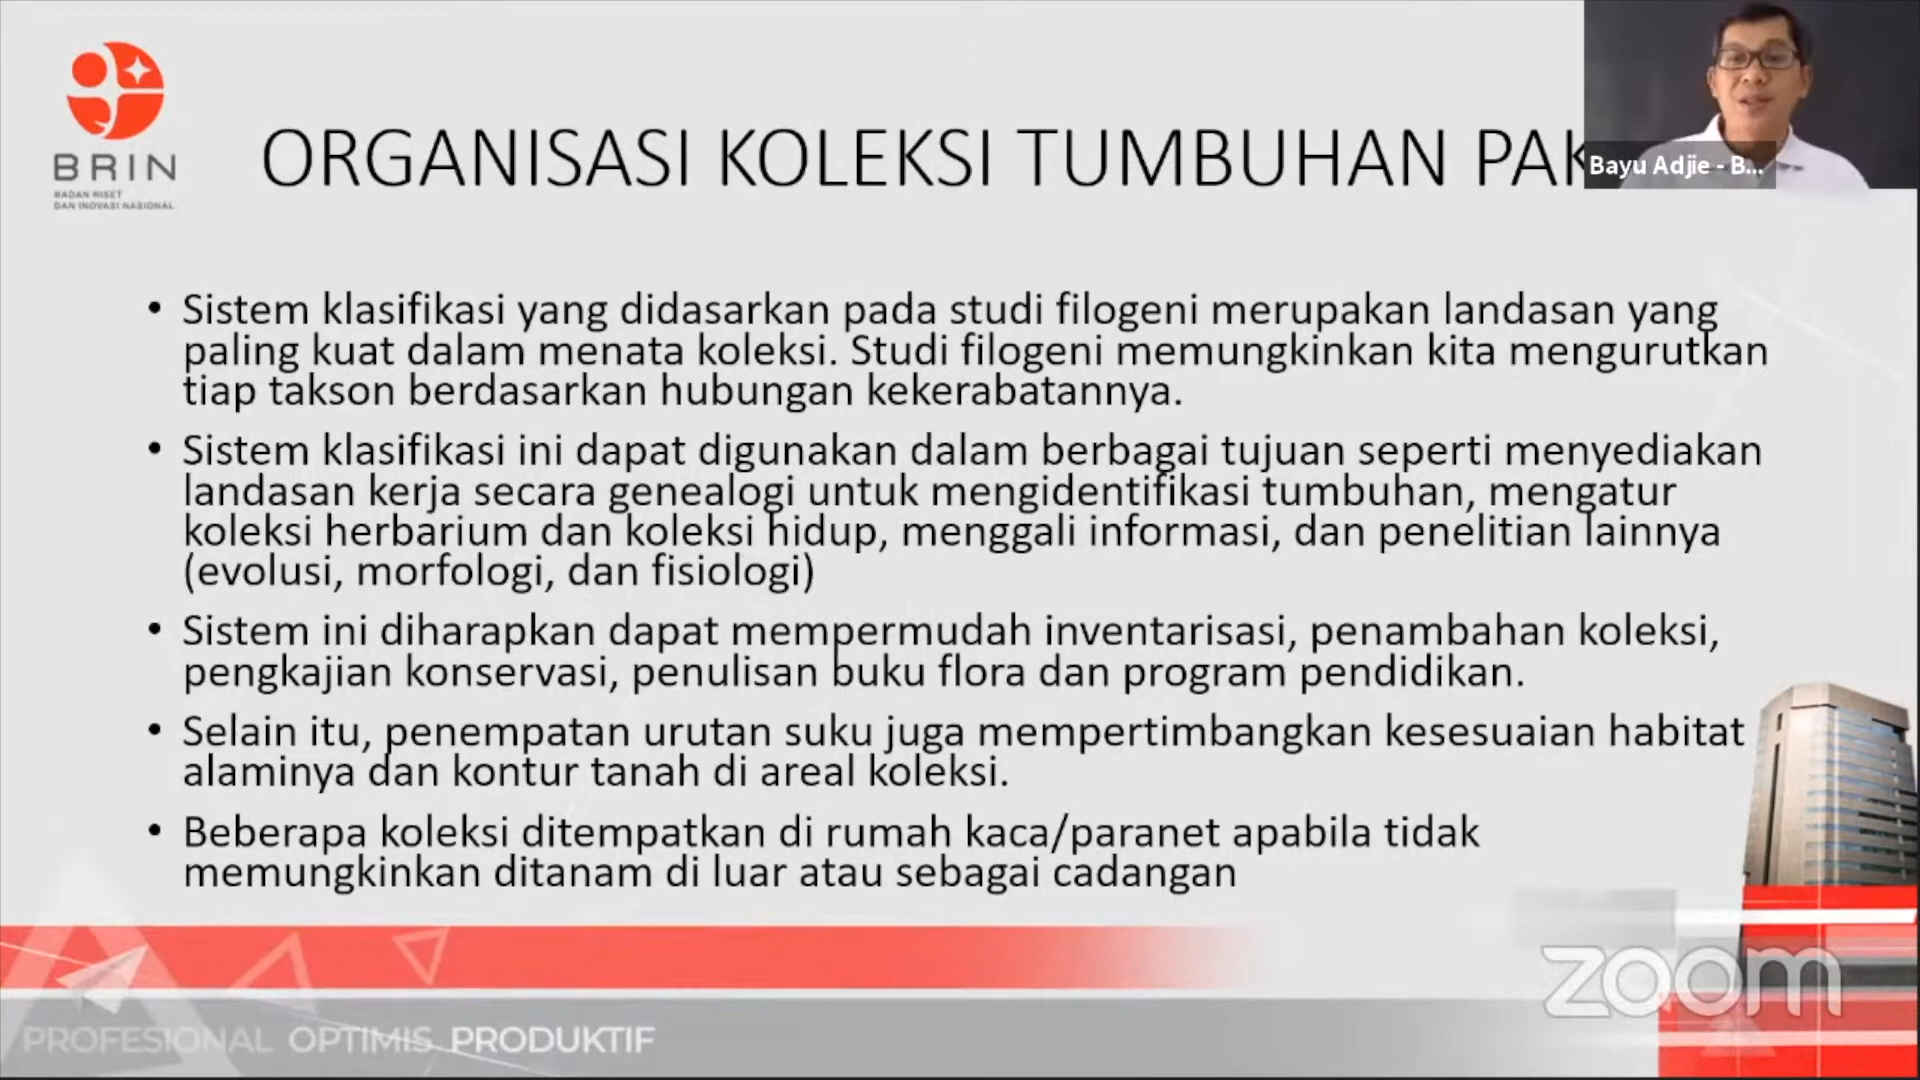 BRIN
BADAN RISET
DAN INOVASI NASIONAL
ORGANISASI KOLEKSI TUMBUHAN PAK
Bayu Adjie - B...
• Sistem klasifikasi yang didasarkan pada studi filogeni merupakan landasan yang
paling kuat dalam menata koleksi. Studi filogeni memungkinkan kita mengurutkan
tiap takson berdasarkan hubungan kekerabatannya.
• Sistem klasifikasi ini dapat digunakan dalam berbagai tujuan seperti menyediakan
landasan kerja secara genealogi untuk mengidentifikasi tumbuhan, mengatur
koleksi herbarium dan koleksi hidup, menggali informasi, dan penelitian lainnya
(evolusi, morfologi, dan fisiologi)
• Sistem ini diharapkan dapat mempermudah inventarisasi, penambahan koleksi,
pengkajian konservasi, penulisan buku flora dan program pendidikan.
• Selain itu, penempatan urutan suku juga mempertimbangkan kesesuaian habitat
alaminya dan kontur tanah di areal koleksi.
• Beberapa koleksi ditempatkan di rumah kaca/paranet apabila tidak
memungkinkan ditanam di luar atau sebagai cadangan
zoom
PROFESIONAL OPTIMIS PRODUKTIF